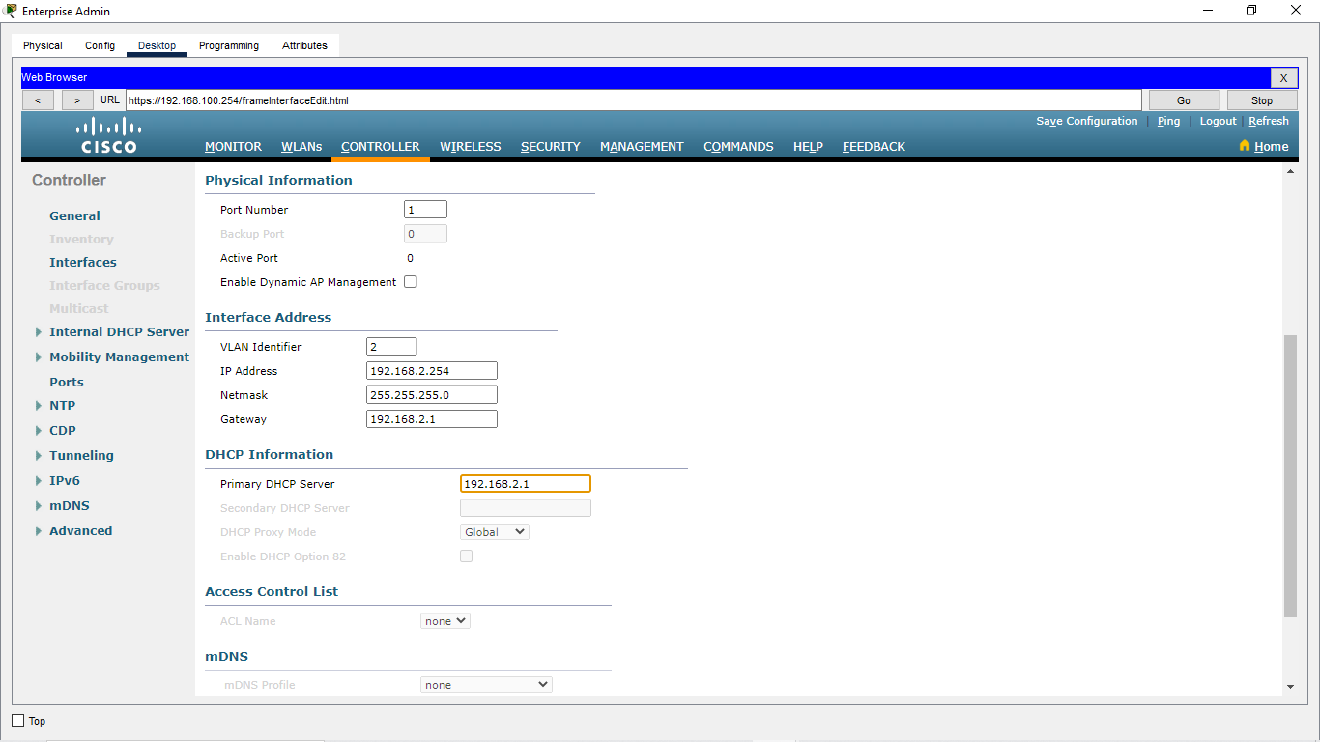 Enterprise Admin
Physical Config Desktop Programming Attributes
Web Browser X
< > URL https://192.168.100.254/frameInterfaceEdit.html Go Stop
Save Configuration Ping Logout Refresh
CISCO MONITOR WLANs CONTROLLER WIRELESS SECURITY MANAGEMENT COMMANDS HELP FEEDBACK Home
Controller
General
Inventory
Interfaces
Interface Groups
Multicast
Internal DHCP Server
Mobility Management
Ports
NTP
CDP
Tunneling
IPv6
mDNS
Advanced
Physical Information
Port Number 1
Backup Port 0
Active Port 0
Enable Dynamic AP Management
Interface Address
VLAN Identifier 2
IP Address 192.168.2.254
Netmask 255.255.255.0
Gateway 192.168.2.1
DHCP Information
Primary DHCP Server 192.168.2.1
Secondary DHCP Server
DHCP Proxy Mode Global
Enable DHCP Option 82
Access Control List
ACL Name none
mDNS
mDNS Profile none
Top